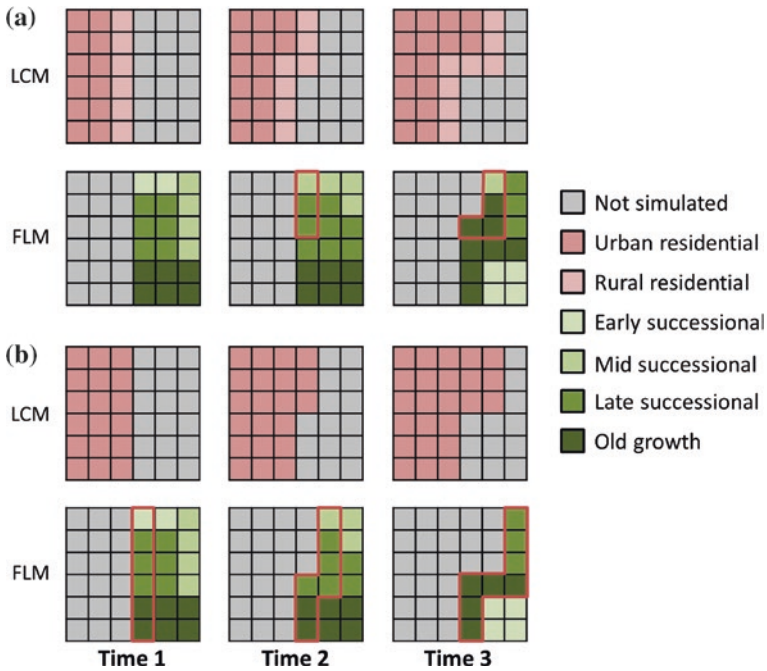 (a)
LCM
FLM
Not simulated
Urban residential
Rural residential
Early successional
Mid successional
Late successional
Old growth
(b)
LCM
FLM
Time 1 Time 2 Time 3